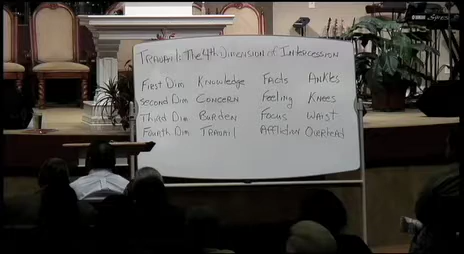 Travail: The 4th Dimension of Intercession
First Dim Knowledge Facts Ankles
Second Dim Concern Feeling Knees
Third Dim Burden Focus Waist
Fourth Dim Travail Affliction Overhead